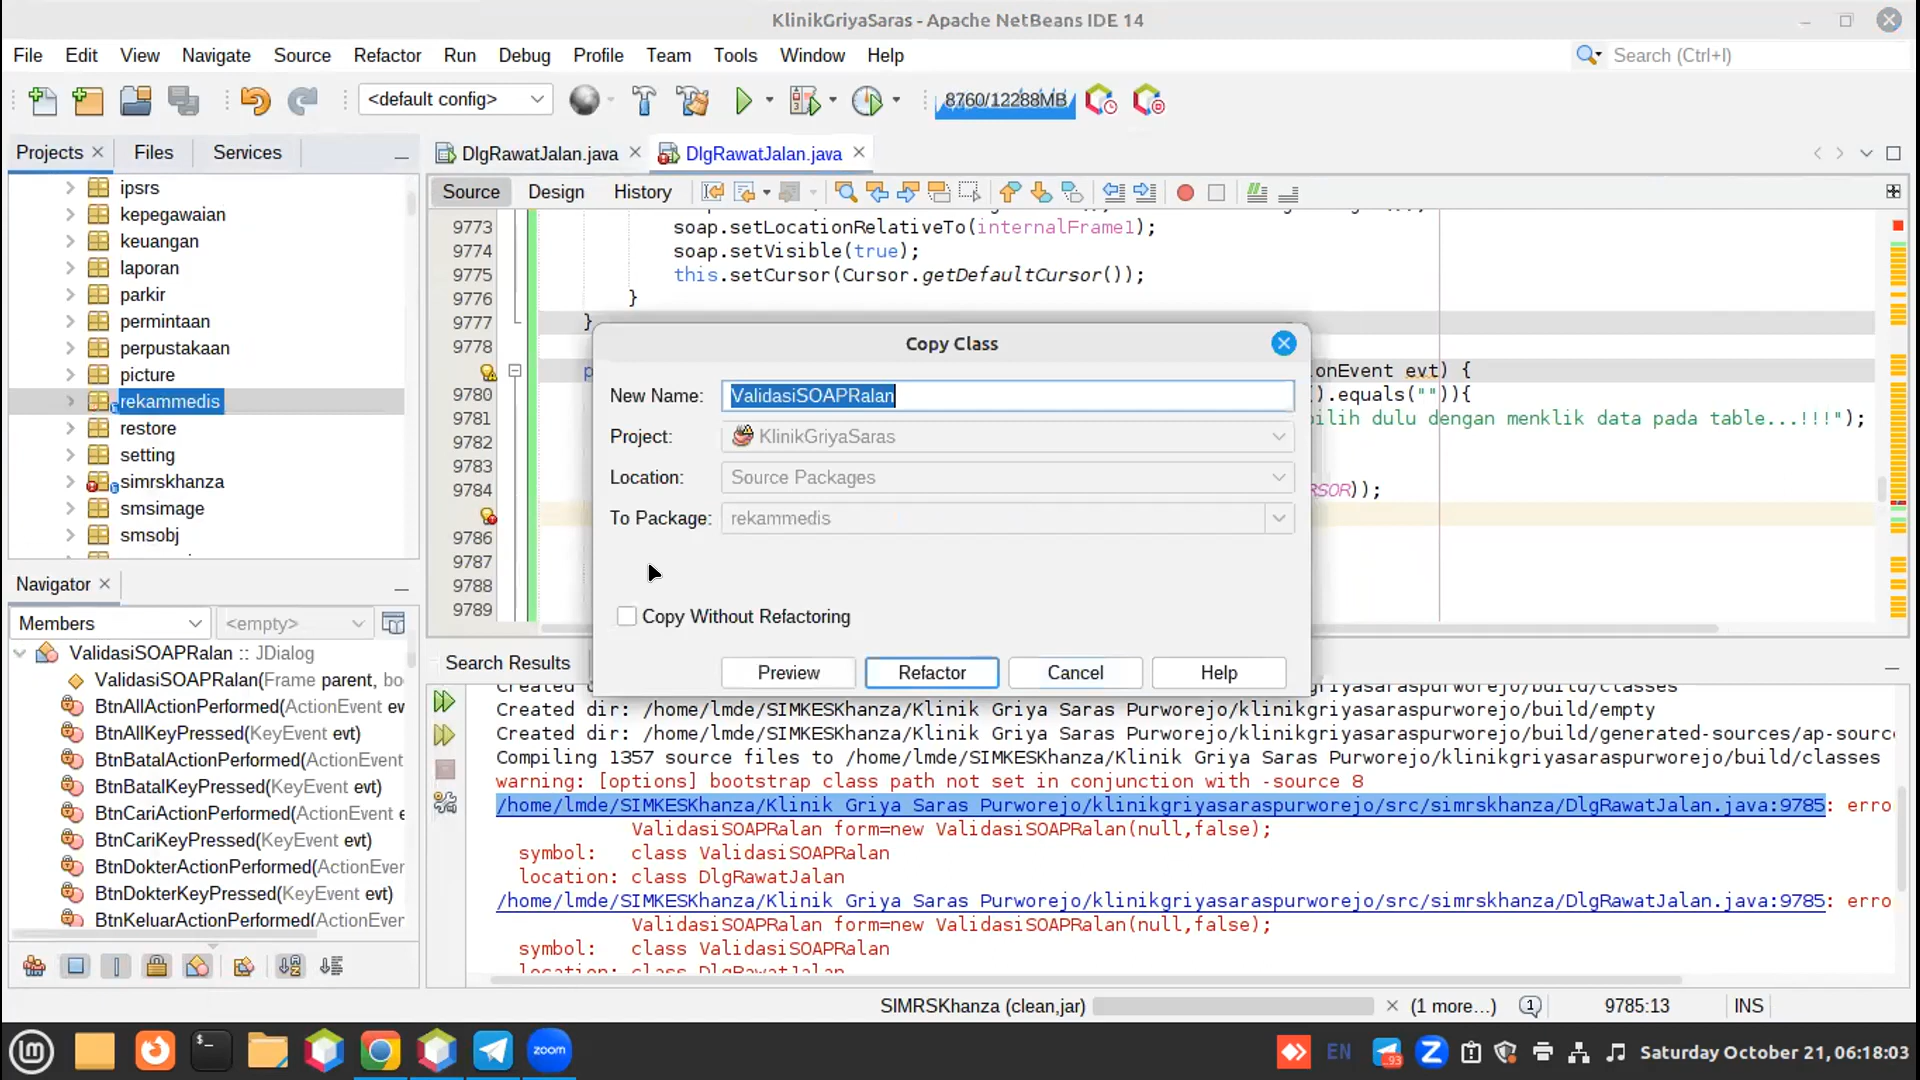 KlinikGriyaSaras - Apache NetBeans IDE 14
File Edit View Navigate Source Refactor Run Debug Profile Team Tools Window Help
Search (Ctrl+I)
<default config>
8760/12288MB
Projects Files Services
DlgRawatJalan.java DlgRawatJalan.java
Source Design History
ipsrs
kepegawaian
keuangan
laporan
parkir
permintaan
perpustakaan
picture
rekammedis
restore
setting
simrskhanza
smsimage
smsobj
9773 soap.setLocationRelativeTo(internalFrame1);
9774 soap.setVisible(true);
9775 this.setCursor(Cursor.getDefaultCursor());
9776 }
9777 }
9778
p onEvent evt) {
9780 ).equals("")){
9781 pilih dulu dengan menklik data pada table...!!!");
9782
9783
9784 RSOR));
9786
9787
9788
9789
Copy Class
New Name: ValidasiSOAPRalan
Project: KlinikGriyaSaras
Location: Source Packages
To Package: rekammedis
Copy Without Refactoring
Preview Refactor Cancel Help
Navigator
Members <empty>
ValidasiSOAPRalan :: JDialog
ValidasiSOAPRalan(Frame parent, bo
BtnAllActionPerformed(ActionEvent ev
BtnAllKeyPressed(KeyEvent evt)
BtnBatalActionPerformed(ActionEvent
BtnBatalKeyPressed(KeyEvent evt)
BtnCariActionPerformed(ActionEvent e
BtnCariKeyPressed(KeyEvent evt)
BtnDokterActionPerformed(ActionEver
BtnDokterKeyPressed(KeyEvent evt)
BtnKeluarActionPerformed(ActionEver
Search Results
Created d griyasaraspurworejo/build/classes
Created dir: /home/lmde/SIMKESKhanza/Klinik Griya Saras Purworejo/klinikgriyasaraspurworejo/build/empty
Created dir: /home/lmde/SIMKESKhanza/Klinik Griya Saras Purworejo/klinikgriyasaraspurworejo/build/generated-sources/ap-sourc
Compiling 1357 source files to /home/lmde/SIMKESKhanza/Klinik Griya Saras Purworejo/klinikgriyasaraspurworejo/build/classes
warning: [options] bootstrap class path not set in conjunction with -source 8
/home/lmde/SIMKESKhanza/Klinik Griya Saras Purworejo/klinikgriyasaraspurworejo/src/simrskhanza/DlgRawatJalan.java:9785: erro
ValidasiSOAPRalan form=new ValidasiSOAPRalan(null,false);
symbol: class ValidasiSOAPRalan
location: class DlgRawatJalan
/home/lmde/SIMKESKhanza/Klinik Griya Saras Purworejo/klinikgriyasaraspurworejo/src/simrskhanza/DlgRawatJalan.java:9785: erro
ValidasiSOAPRalan form=new ValidasiSOAPRalan(null,false);
symbol: class ValidasiSOAPRalan
location: class DlgRawatJalan
SIMRSKhanza (clean,jar) (1 more...) 1 9785:13 INS
zoom
EN 93 Saturday October 21, 06:18:03